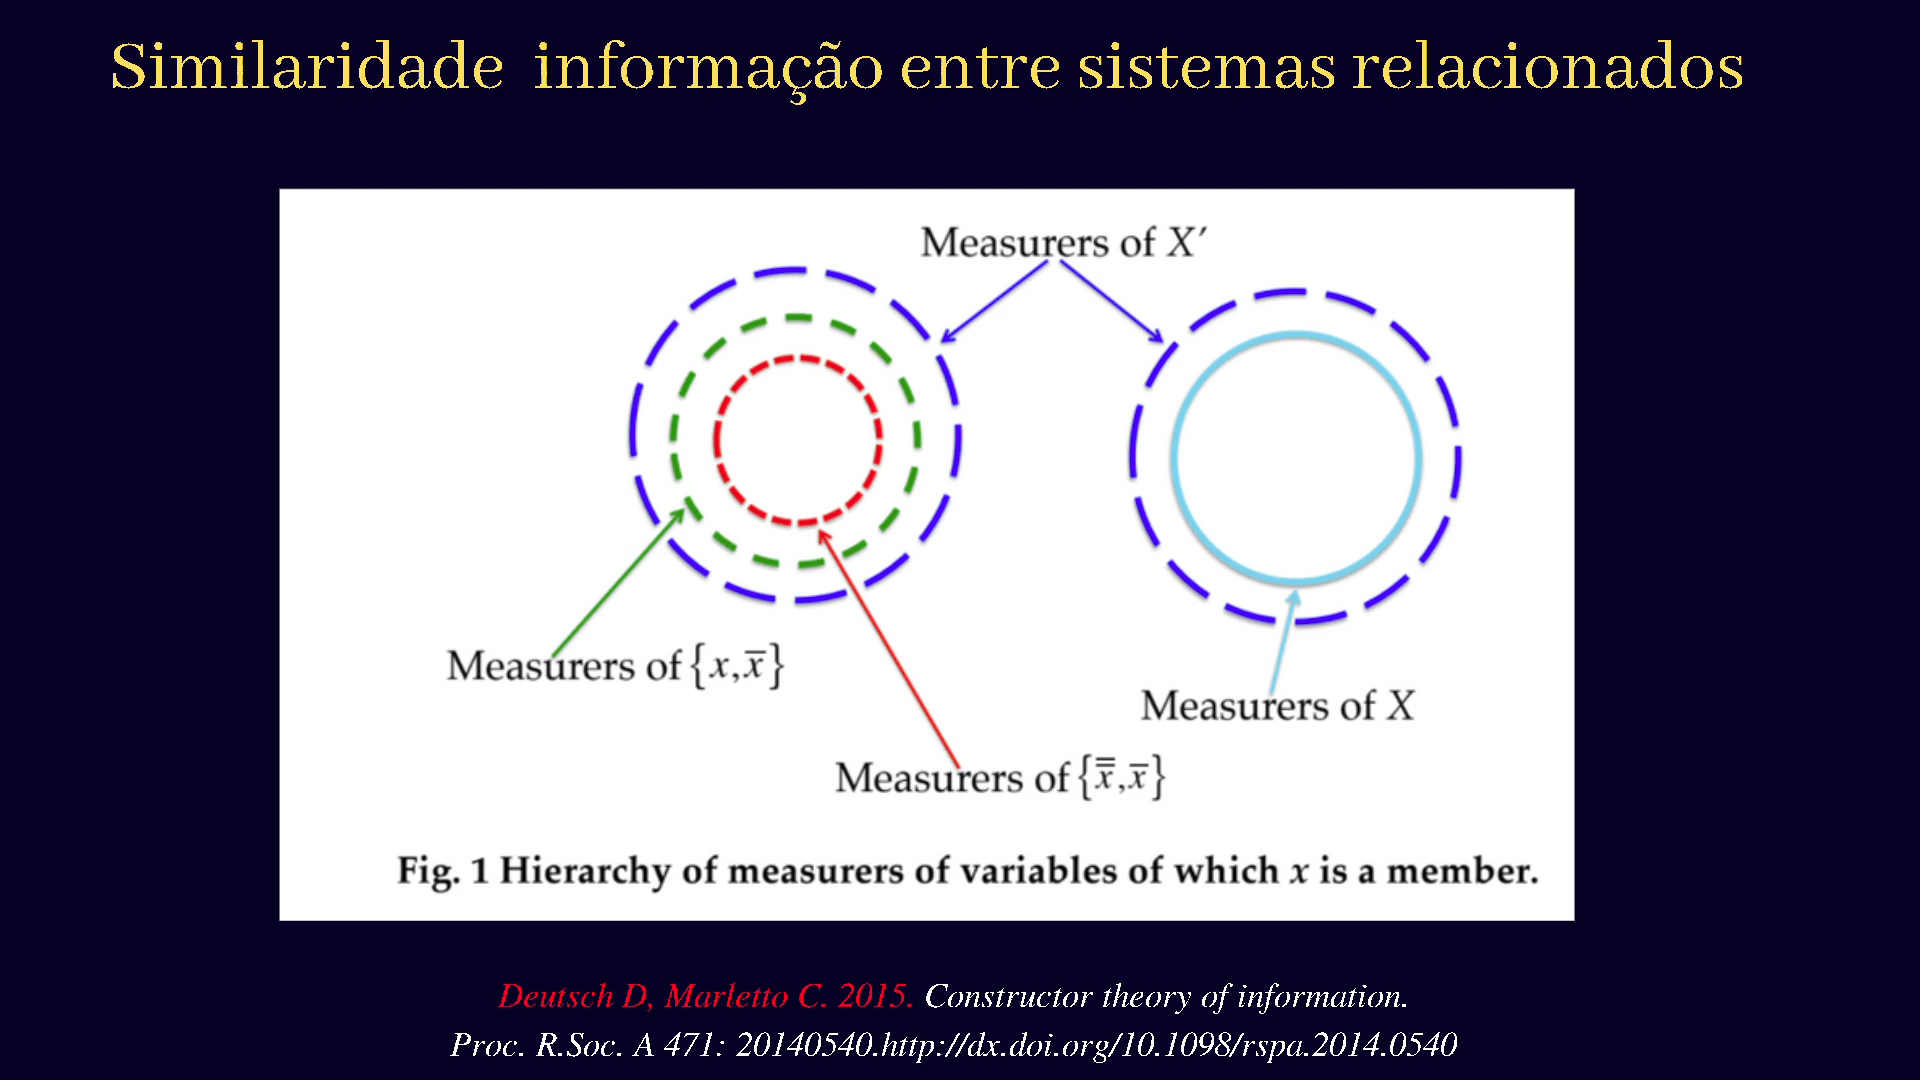 Similaridade informação entre sistemas relacionados
Measurers of X′
Measurers of {x, x̄}
Measurers of X
Measurers of {x̿, x̄}
Fig. 1 Hierarchy of measurers of variables of which x is a member.
Deutsch D, Marletto C. 2015. Constructor theory of information.
Proc. R.Soc. A 471: 20140540.http://dx.doi.org/10.1098/rspa.2014.0540